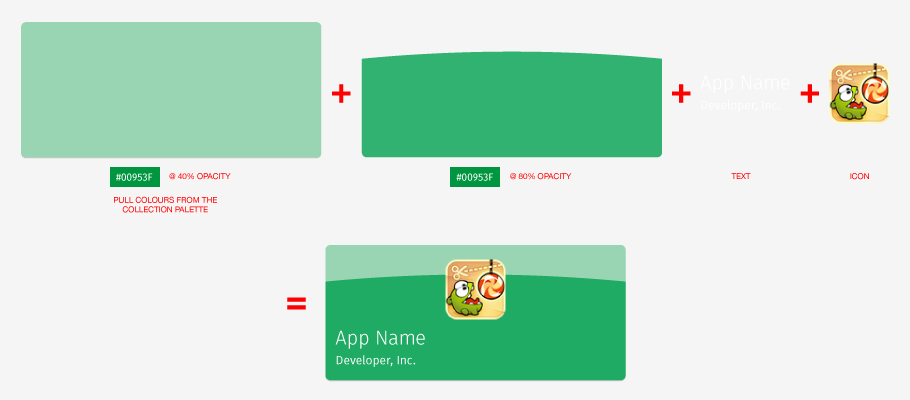 +
+
App Name
Developer, Inc.
+
#00953F
@ 40% OPACITY
#00953F
@ 80% OPACITY
TEXT
ICON
PULL COLOURS FROM THE
COLLECTION PALETTE
=
App Name
Developer, Inc.